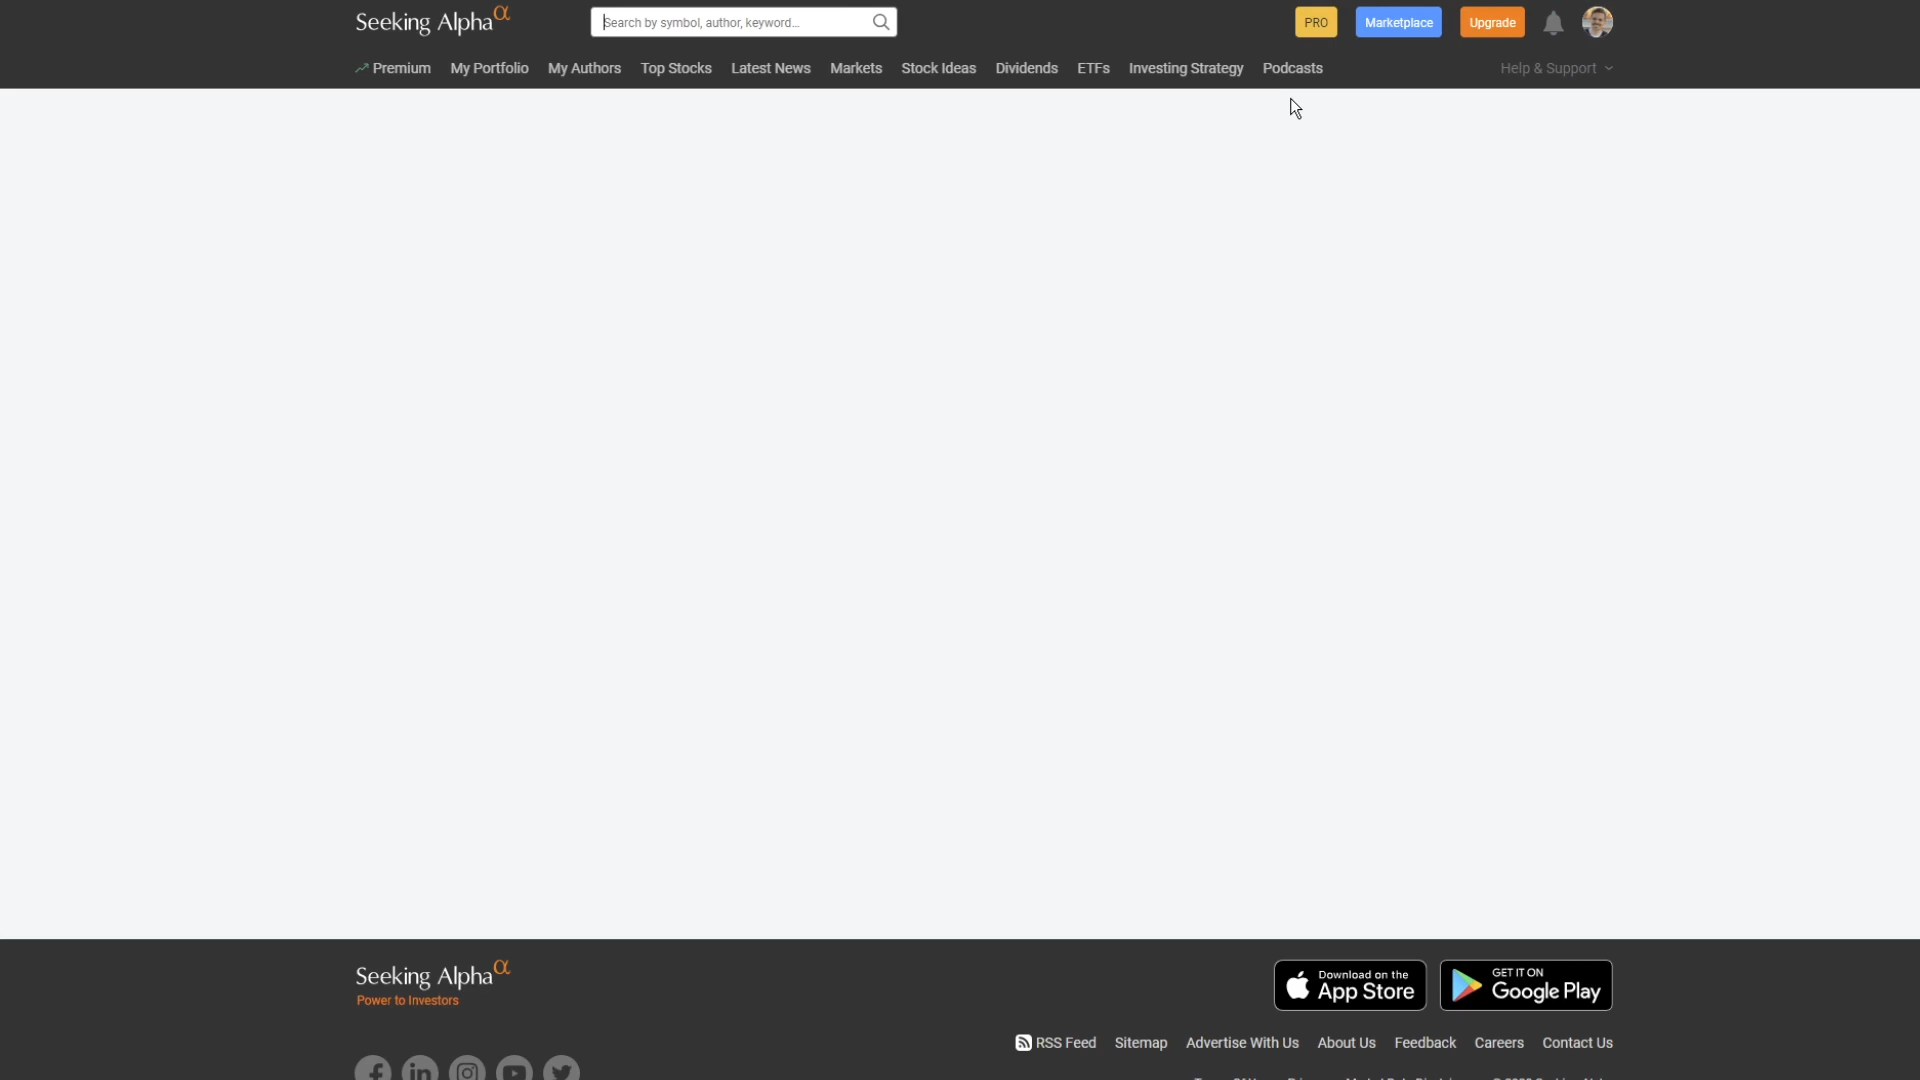 Seeking Alpha α
Search by symbol, author, keyword...
PRO
Marketplace
Upgrade
Premium
My Portfolio
My Authors
Top Stocks
Latest News
Markets
Stock Ideas
Dividends
ETFs
Investing Strategy
Podcasts
Help & Support
Seeking Alpha α
Power to Investors
Download on the
App Store
GET IT ON
Google Play
RSS Feed
Sitemap
Advertise With Us
About Us
Feedback
Careers
Contact Us